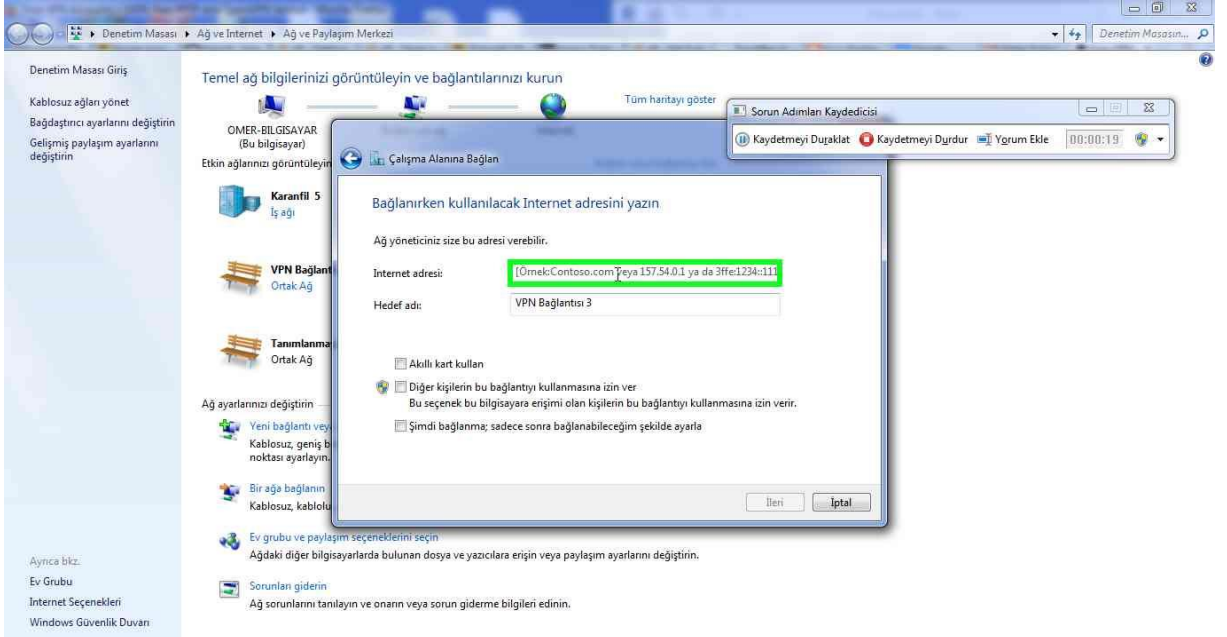 Denetim Masası
Ağ ve Internet
Ağ ve Paylaşım Merkezi
Denetim Masasın...
Denetim Masası Giriş
Kablosuz ağları yönet
Bağdaştırıcı ayarlarını değiştirin
Gelişmiş paylaşım ayarlarını
değiştirin
Ayrıca bkz.
Ev Grubu
Internet Seçenekleri
Windows Güvenlik Duvarı
Temel ağ bilgilerinizi görüntüleyin ve bağlantılarınızı kurun
Tüm haritayı göster
OMER-BILGISAYAR
(Bu bilgisayar)
Etkin ağlarınızı görüntüleyin
Karanfil 5
İş ağı
VPN Bağlant
Ortak Ağ
Tanımlanma
Ortak Ağ
Ağ ayarlarınızı değiştirin
Yeni bağlantı vey
Kablosuz, geniş b
noktası ayarlayın.
Bir ağa bağlanın
Kablosuz, kablolu
Ev grubu ve paylaşım seçeneklerini seçin
Ağdaki diğer bilgisayarlarda bulunan dosya ve yazıcılara erişin veya paylaşım ayarlarını değiştirin.
Sorunları giderin
Ağ sorunlarını tanılayın ve onarın veya sorun giderme bilgileri edinin.
Sorun Adımları Kaydedicisi
Kaydetmeyi Duraklat
Kaydetmeyi Durdur
Yorum Ekle
00:00:19
Çalışma Alanına Bağlan
Bağlanırken kullanılacak Internet adresini yazın
Ağ yöneticiniz size bu adresi verebilir.
Internet adresi:
[Örnek:Contoso.com veya 157.54.0.1 ya da 3ffe:1234::111
Hedef adı:
VPN Bağlantısı 3
Akıllı kart kullan
Diğer kişilerin bu bağlantıyı kullanmasına izin ver
Bu seçenek bu bilgisayara erişimi olan kişilerin bu bağlantıyı kullanmasına izin verir.
Şimdi bağlanma; sadece sonra bağlanabileceğim şekilde ayarla
İleri
İptal